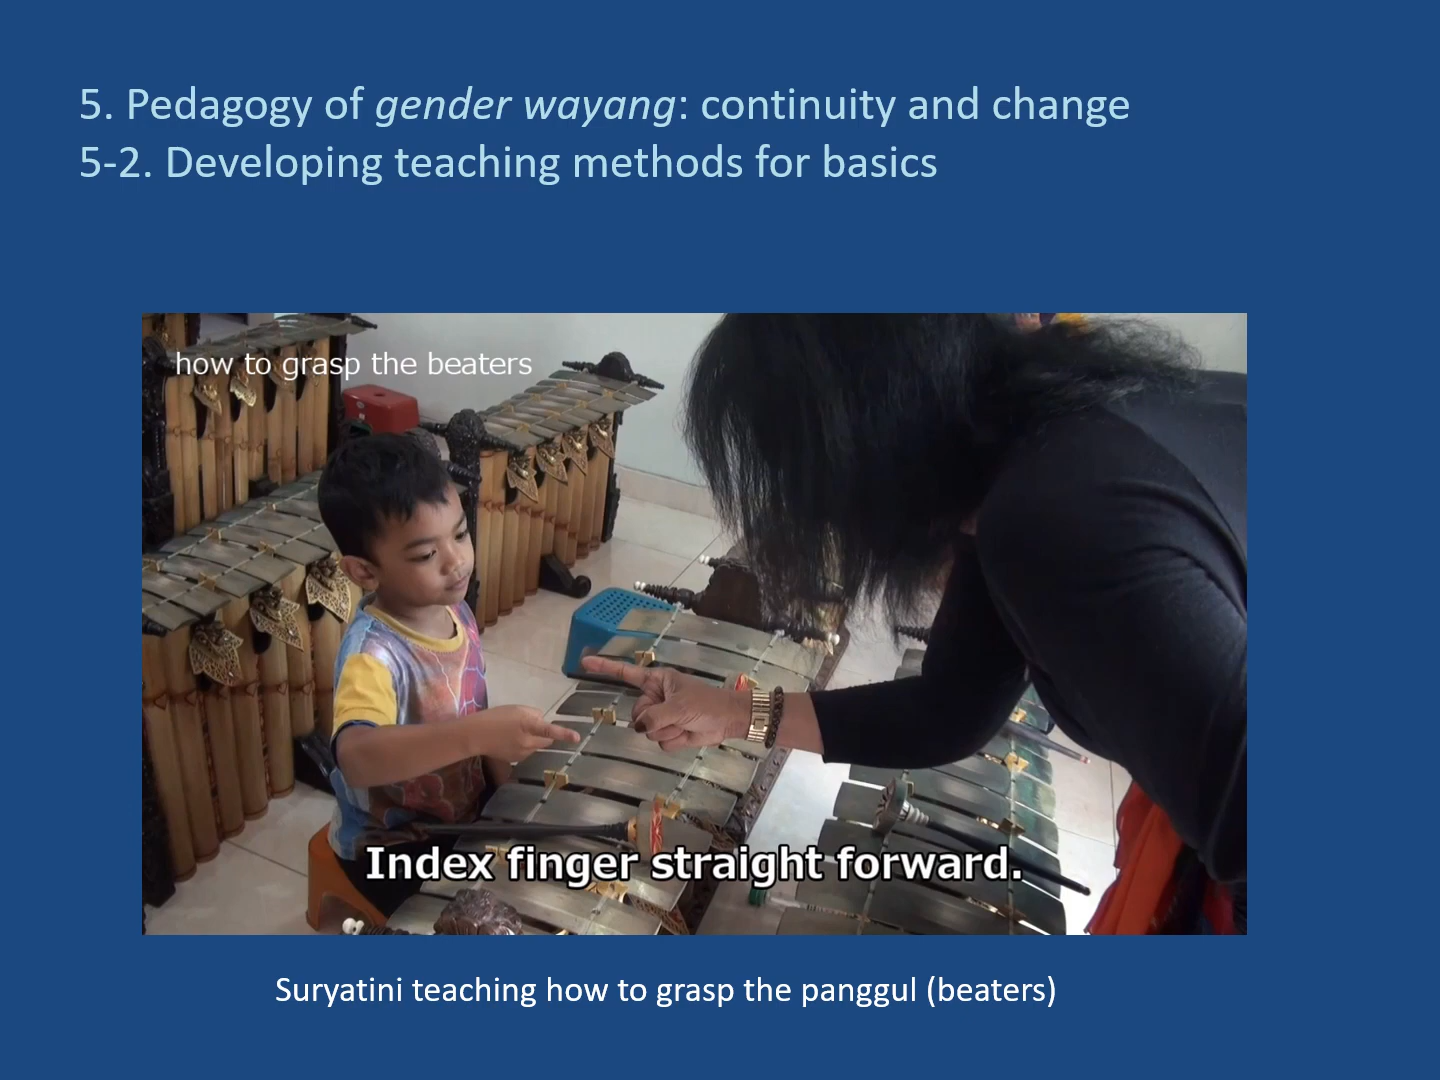 5. Pedagogy of gender wayang: continuity and change
5-2. Developing teaching methods for basics
how to grasp the beaters
Index finger straight forward.
Suryatini teaching how to grasp the panggul (beaters)